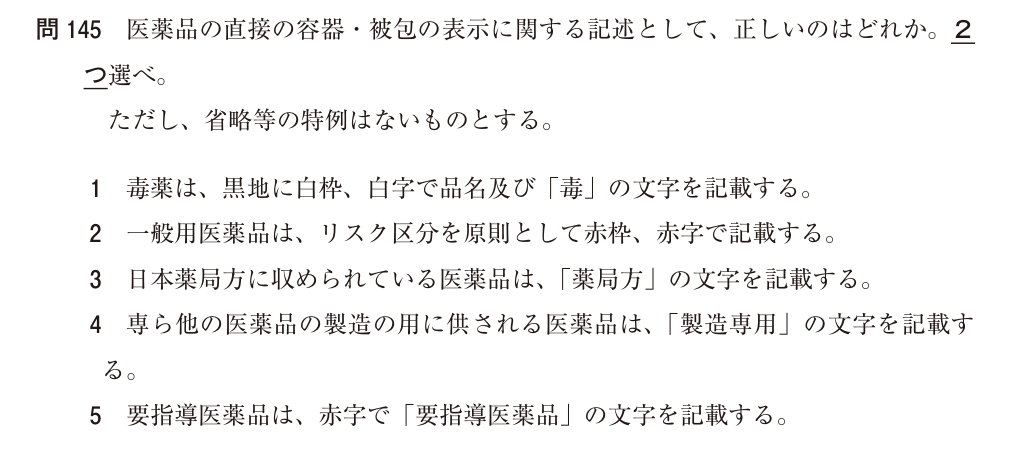 問 145　医薬品の直接の容器・被包の表示に関する記述として、正しいのはどれか。２
つ選べ。
ただし、省略等の特例はないものとする。
1　毒薬は、黒地に白枠、白字で品名及び「毒」の文字を記載する。
2　一般用医薬品は、リスク区分を原則として赤枠、赤字で記載する。
3　日本薬局方に収められている医薬品は、「薬局方」の文字を記載する。
4　専ら他の医薬品の製造の用に供される医薬品は、「製造専用」の文字を記載す
る。
5　要指導医薬品は、赤字で「要指導医薬品」の文字を記載する。